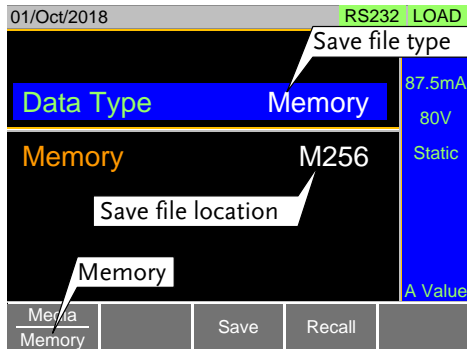 01/Oct/2018 RS232 LOAD
Save file type
87.5mA
Data Type Memory
80V
Memory M256
Static
Save file location
Memory
A Value
Media
Memory Save Recall